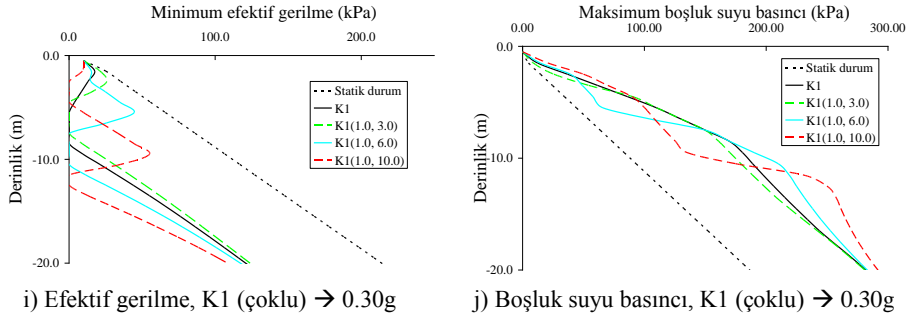 Minimum efektif gerilme (kPa)
0.0 100.0 200.0
0.0
-10.0
-20.0
Derinlik (m)
Statik durum
K1
K1(1.0, 3.0)
K1(1.0, 6.0)
K1(1.0, 10.0)
i) Efektif gerilme, K1 (çoklu) → 0.30g
Maksimum boşluk suyu basıncı (kPa)
0.00 100.00 200.00 300.00
0.0
-10.0
-20.0
Derinlik (m)
Statik durum
K1
K1(1.0, 3.0)
K1(1.0, 6.0)
K1(1.0, 10.0)
j) Boşluk suyu basıncı, K1 (çoklu) → 0.30g